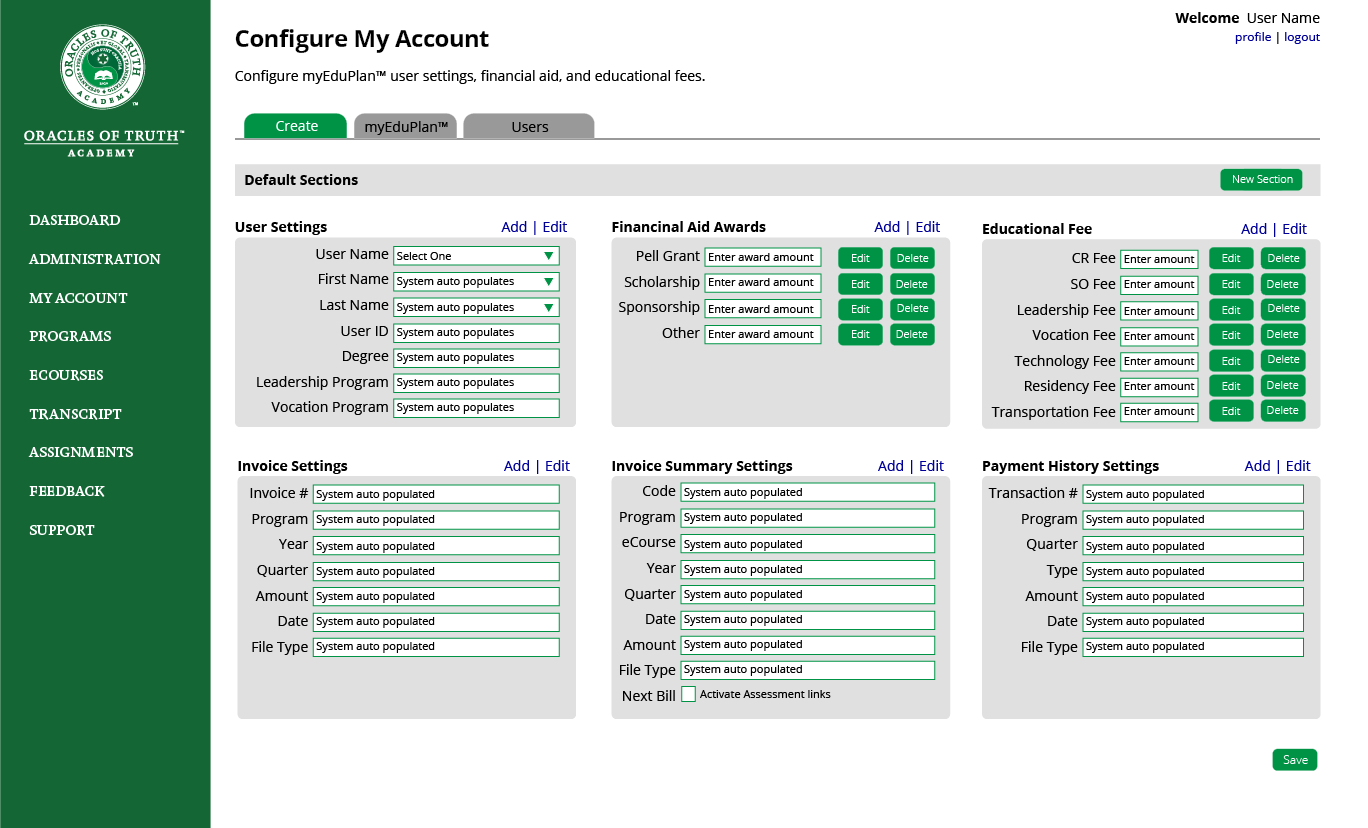 Welcome User Name
profile | logout
ORACLES OF TRUTH
ACADEMY
™
ORACLES OF TRUTH™
ACADEMY
DASHBOARD
ADMINISTRATION
MY ACCOUNT
PROGRAMS
ECOURSES
TRANSCRIPT
ASSIGNMENTS
FEEDBACK
SUPPORT
Configure My Account
Configure myEduPlan™ user settings, financial aid, and educational fees.
Create myEduPlan™ Users
Default Sections New Section
User Settings Add | Edit
User Name Select One
First Name System auto populates
Last Name System auto populates
User ID System auto populates
Degree System auto populates
Leadership Program System auto populates
Vocation Program System auto populates
Financinal Aid Awards Add | Edit
Pell Grant Enter award amount Edit Delete
Scholarship Enter award amount Edit Delete
Sponsorship Enter award amount Edit Delete
Other Enter award amount Edit Delete
Educational Fee Add | Edit
CR Fee Enter amount Edit Delete
SO Fee Enter amount Edit Delete
Leadership Fee Enter amount Edit Delete
Vocation Fee Enter amount Edit Delete
Technology Fee Enter amount Edit Delete
Residency Fee Enter amount Edit Delete
Transportation Fee Enter amount Edit Delete
Invoice Settings Add | Edit
Invoice # System auto populated
Program System auto populated
Year System auto populated
Quarter System auto populated
Amount System auto populated
Date System auto populated
File Type System auto populated
Invoice Summary Settings Add | Edit
Code System auto populated
Program System auto populated
eCourse System auto populated
Year System auto populated
Quarter System auto populated
Date System auto populated
Amount System auto populated
File Type System auto populated
Next Bill Activate Assessment links
Payment History Settings Add | Edit
Transaction # System auto populated
Program System auto populated
Quarter System auto populated
Type System auto populated
Amount System auto populated
Date System auto populated
File Type System auto populated
Save